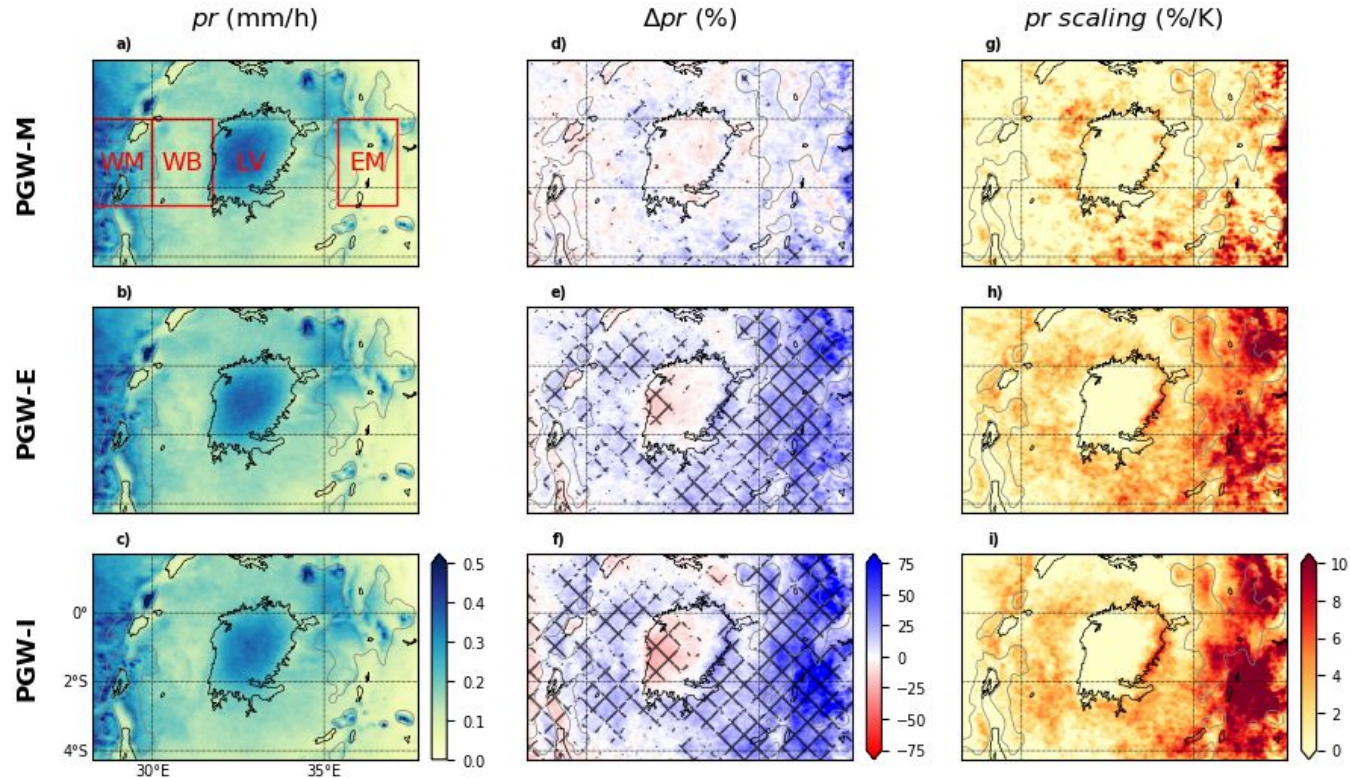 pr (mm/h)
Δpr (%)
pr scaling (%/K)
a)
d)
g)
PGW-M
WM
WB
LV
EM
b)
e)
h)
PGW-E
c)
f)
i)
PGW-I
0°
2°S
4°S
30°E
35°E
0.5
0.4
0.3
0.2
0.1
0.0
75
50
25
0
−25
−50
−75
10
8
6
4
2
0